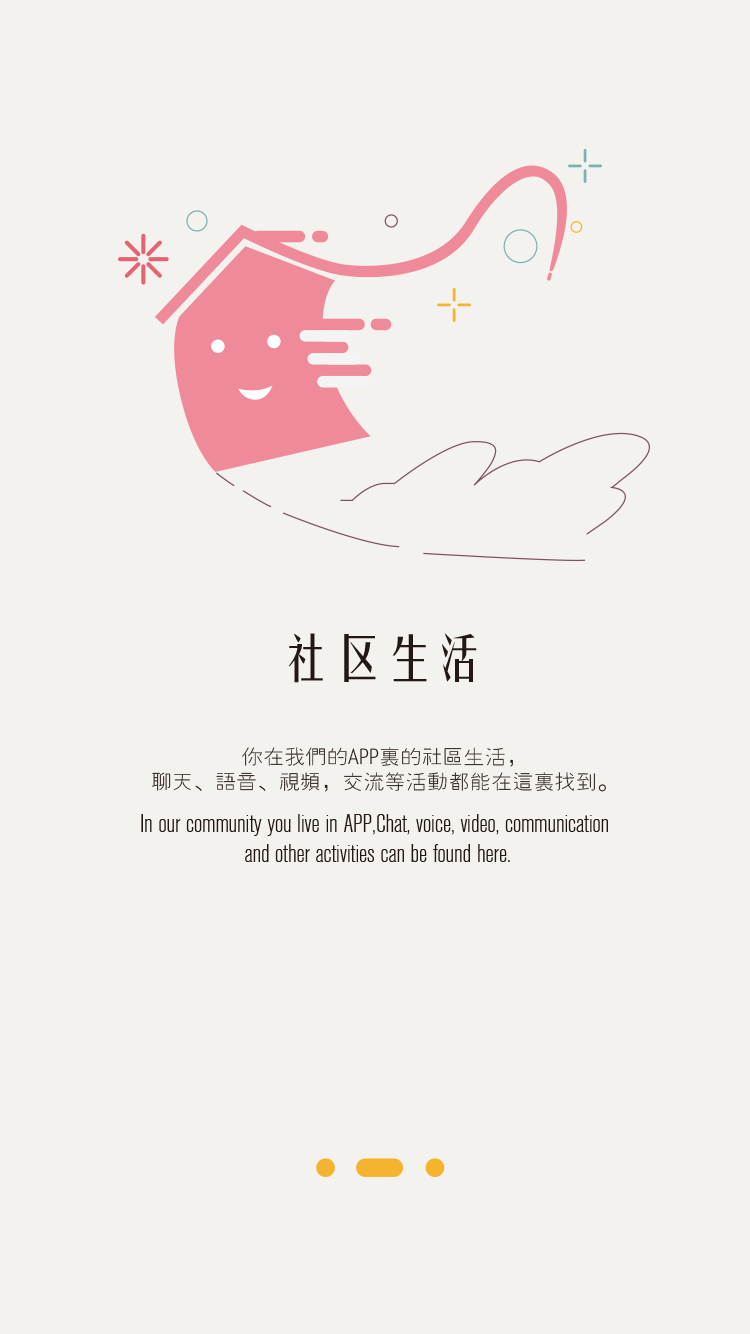 社区生活
你在我們的APP裏的社區生活，
聊天、語音、視頻，交流等活動都能在這裏找到。
In our community you live in APP,Chat, voice, video, communication
and other activities can be found here.